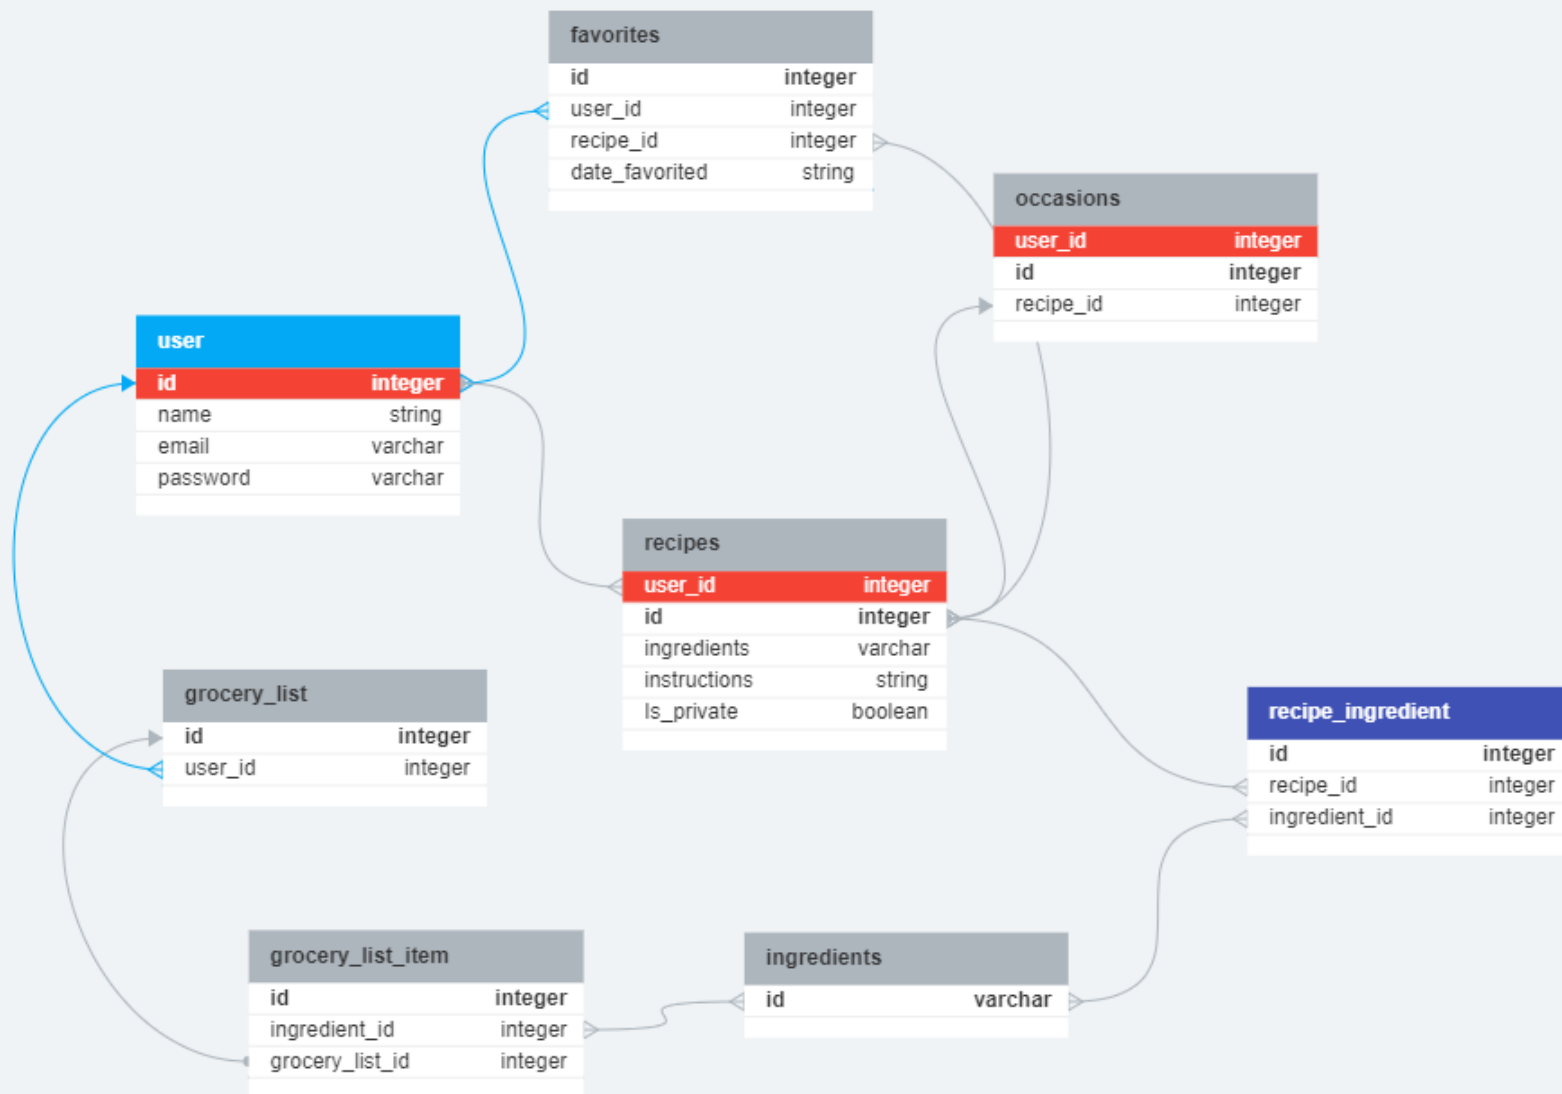 favorites
id integer
user_id integer
recipe_id integer
date_favorited string
occasions
user_id integer
id integer
recipe_id integer
user
id integer
name string
email varchar
password varchar
recipes
user_id integer
id integer
ingredients varchar
instructions string
Is_private boolean
grocery_list
id integer
user_id integer
recipe_ingredient
id integer
recipe_id integer
ingredient_id integer
grocery_list_item
id integer
ingredient_id integer
grocery_list_id integer
ingredients
id varchar